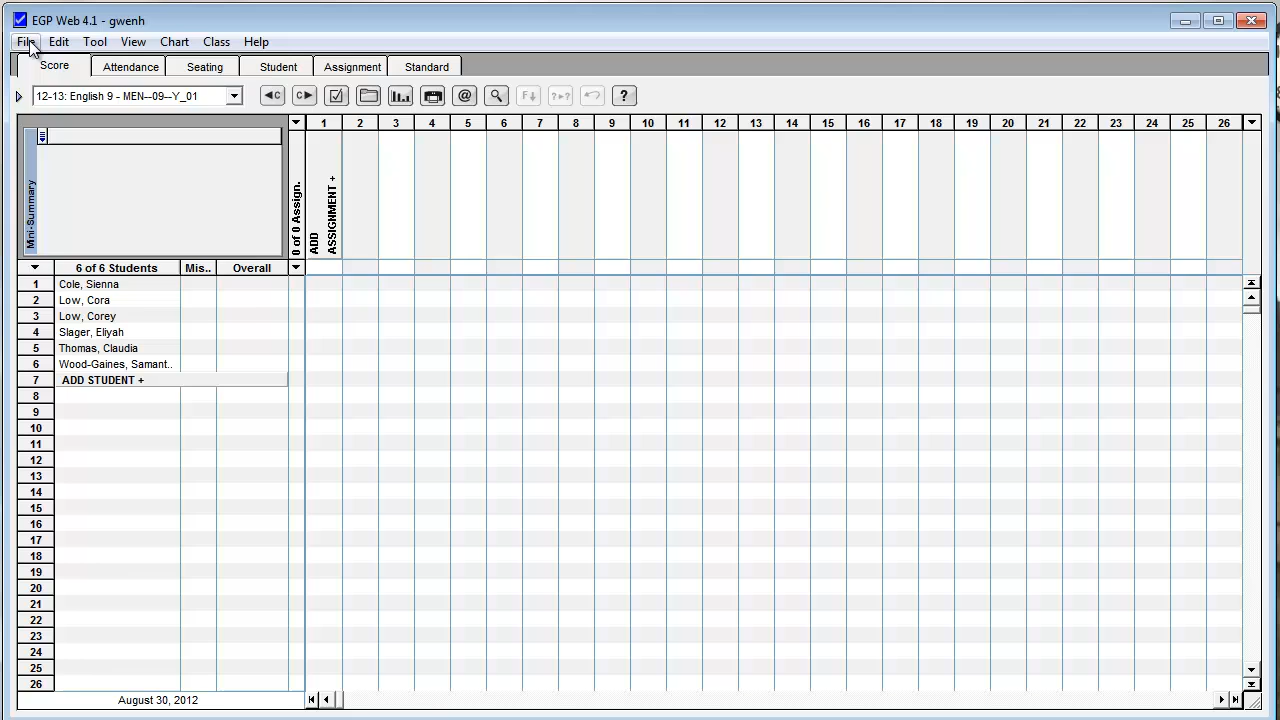 EGP Web 4.1 - gwenh
File Edit Tool View Chart Class Help
Score Attendance Seating Student Assignment Standard
12-13: English 9 - MEN--09--Y_01
◄C C► @ F↓ ?►? ?
1 2 3 4 5 6 7 8 9 10 11 12 13 14 15 16 17 18 19 20 21 22 23 24 25 26
Mini-Summary
0 of 0 Assign.
ADD
ASSIGNMENT +
6 of 6 Students Mis.. Overall
1 Cole, Sienna
2 Low, Cora
3 Low, Corey
4 Slager, Eliyah
5 Thomas, Claudia
6 Wood-Gaines, Samant..
7 ADD STUDENT +
8
9
10
11
12
13
14
15
16
17
18
19
20
21
22
23
24
25
26
August 30, 2012